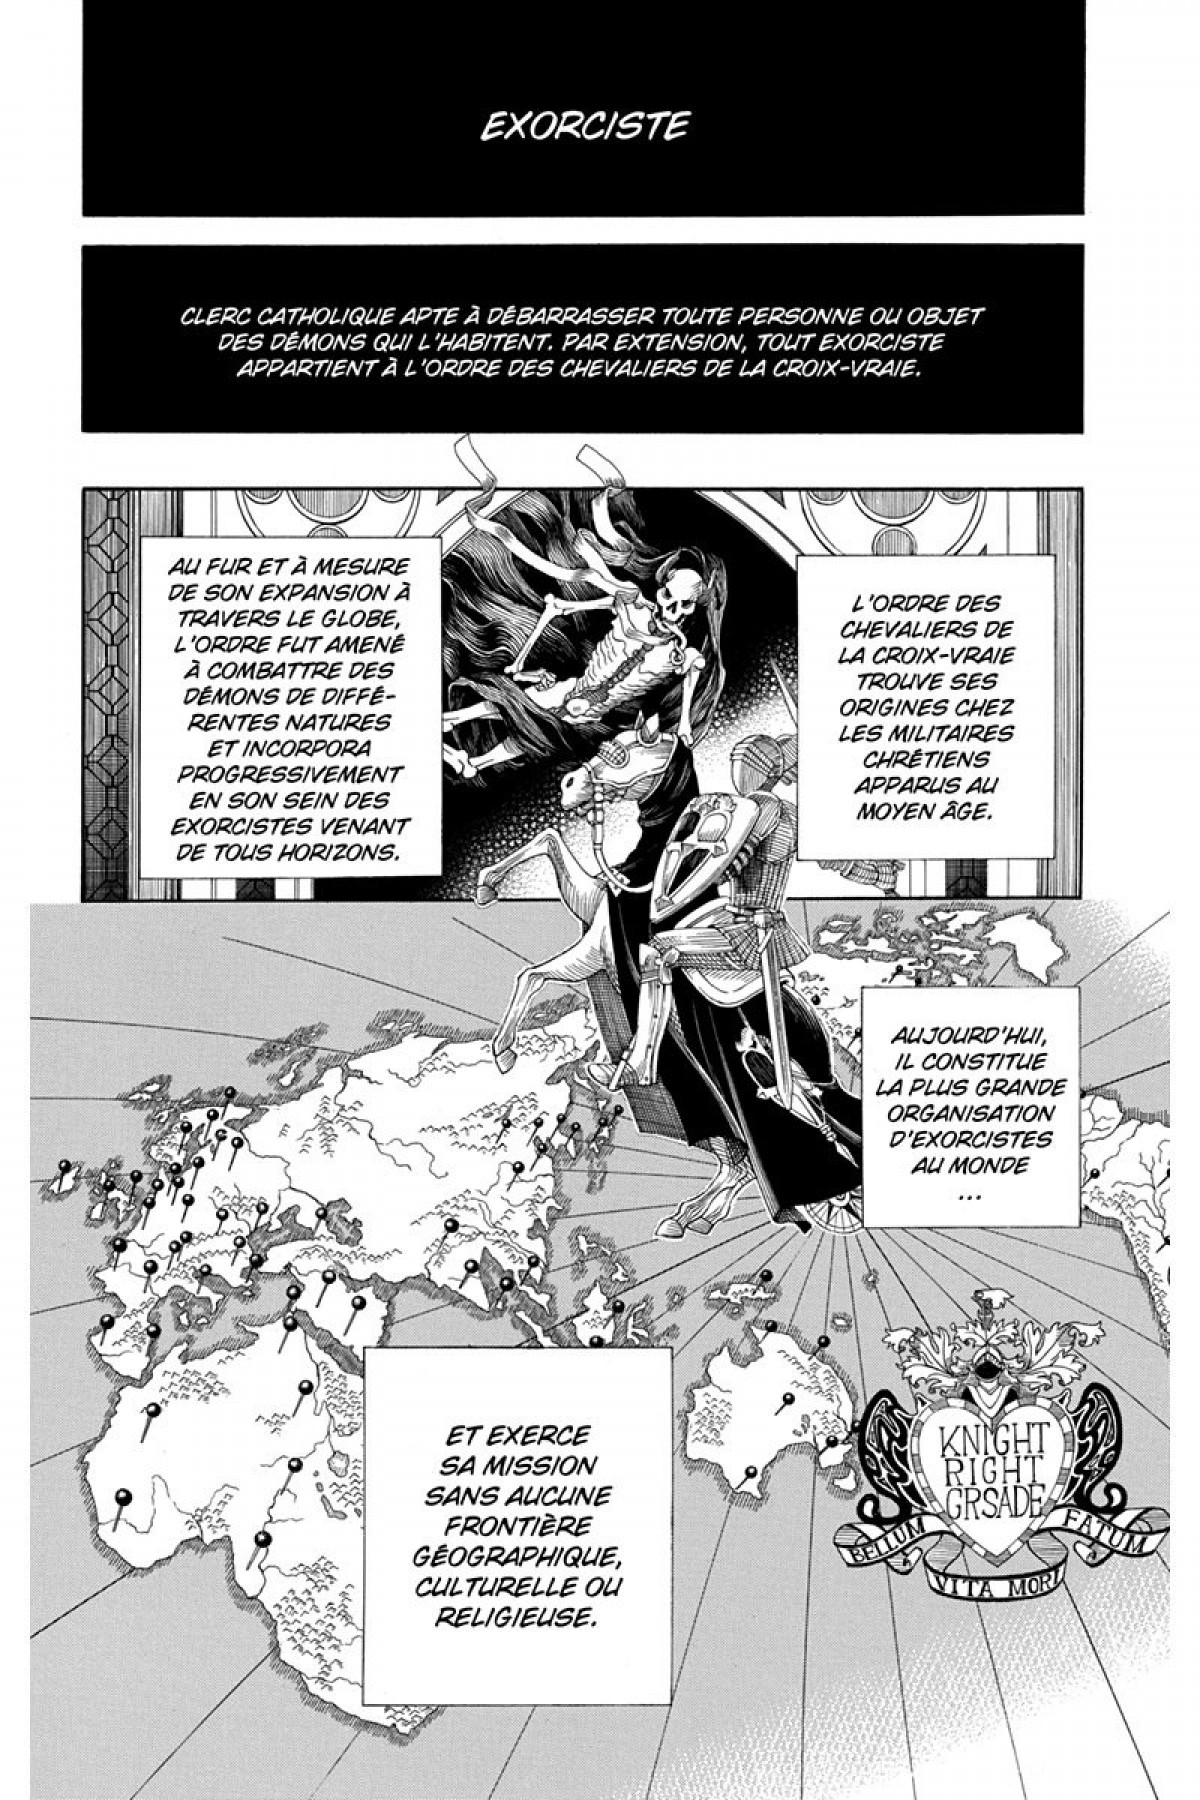 EXORCISTE
CLERC CATHOLIQUE APTE À DÉBARRASSER TOUTE PERSONNE OU OBJET
DES DÉMONS QUI L'HABITENT. PAR EXTENSION, TOUT EXORCISTE
APPARTIENT À L'ORDRE DES CHEVALIERS DE LA CROIX-VRAIE.
L'ORDRE DES
CHEVALIERS DE
LA CROIX-VRAIE
TROUVE SES
ORIGINES CHEZ
LES MILITAIRES
CHRÉTIENS
APPARUS AU
MOYEN ÂGE.
AU FUR ET À MESURE
DE SON EXPANSION À
TRAVERS LE GLOBE,
L'ORDRE FUT AMENÉ
À COMBATTRE DES
DÉMONS DE DIFFÉ-
RENTES NATURES
ET INCORPORA
PROGRESSIVEMENT
EN SON SEIN DES
EXORCISTES VENANT
DE TOUS HORIZONS.
AUJOURD'HUI,
IL CONSTITUE
LA PLUS GRANDE
ORGANISATION
D'EXORCISTES
AU MONDE
...
ET EXERCE
SA MISSION
SANS AUCUNE
FRONTIÈRE
GÉOGRAPHIQUE,
CULTURELLE OU
RELIGIEUSE.
KNIGHT
RIGHT
GRSADE
BELLUM FATUM
VITA MORI